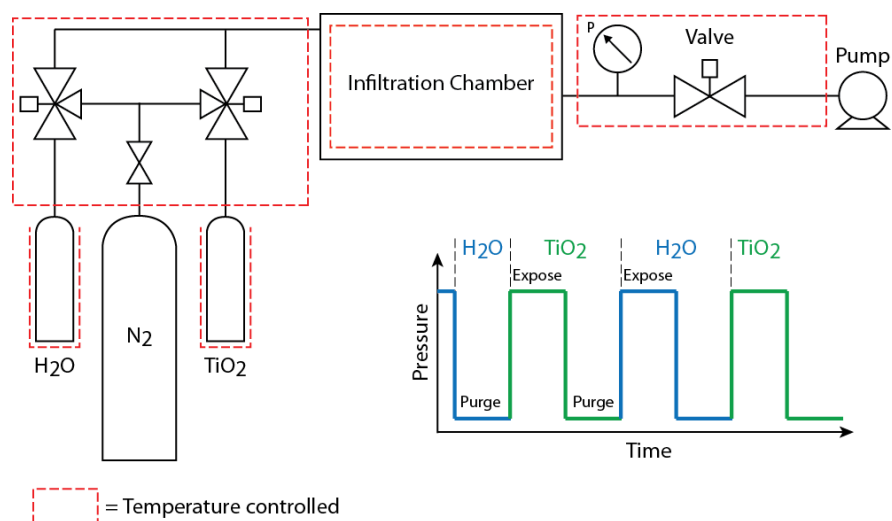 P
Valve
Pump
Infiltration Chamber
H2O
N2
TiO2
H2O TiO2 H2O TiO2
Expose Expose
Pressure
Purge Purge
Time
= Temperature controlled